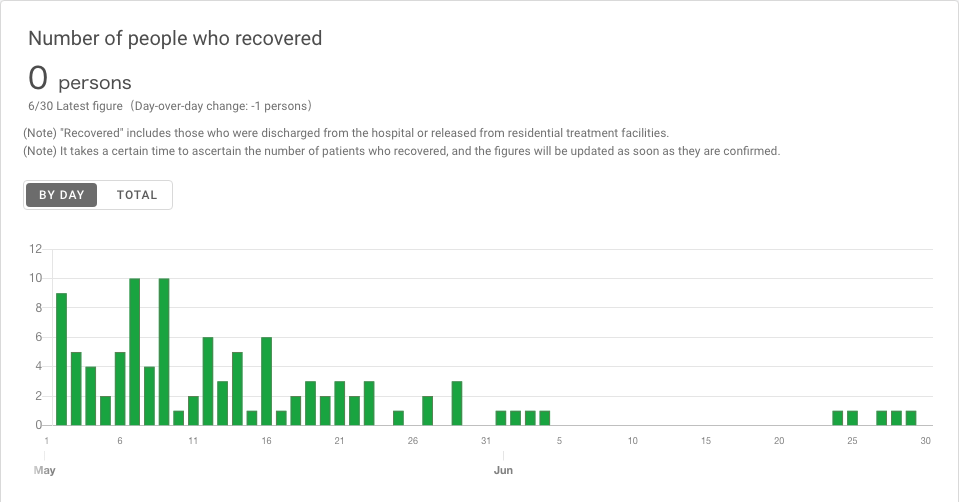 Number of people who recovered
0 persons
6/30 Latest figure（Day-over-day change: -1 persons）
(Note) "Recovered" includes those who were discharged from the hospital or released from residential treatment facilities.
(Note) It takes a certain time to ascertain the number of patients who recovered, and the figures will be updated as soon as they are confirmed.
BY DAY TOTAL
12
10
8
6
4
2
0
1 6 11 16 21 26 31 5 10 15 20 25 30
May Jun